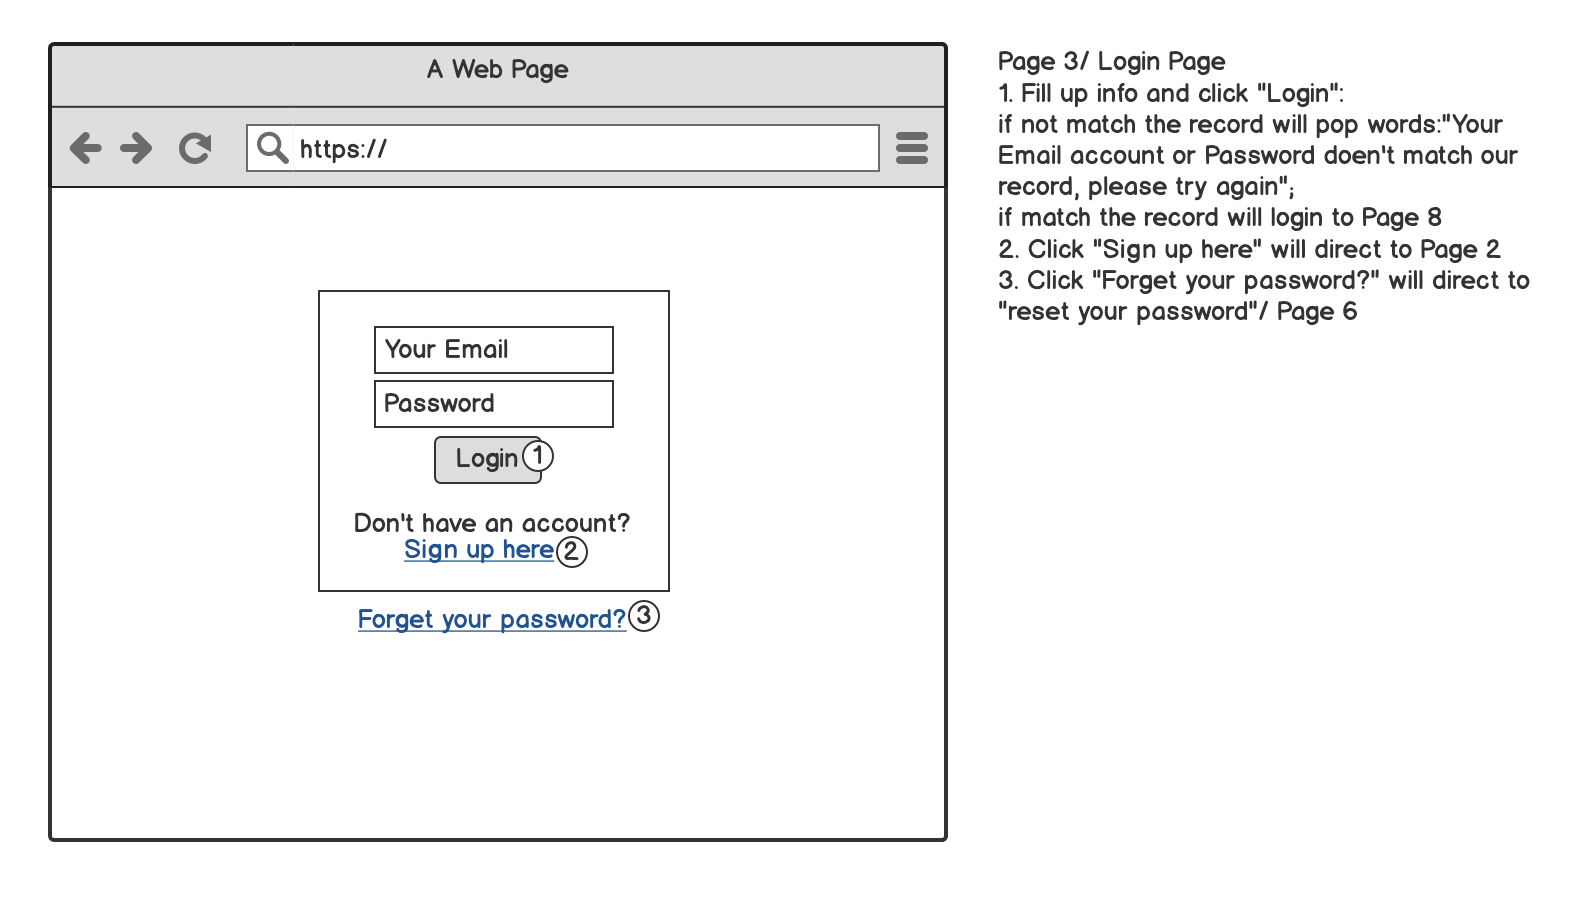 A Web Page
https://
Your Email
Password
Login 1
Don't have an account?
Sign up here 2
Forget your password? 3
Page 3/ Login Page
1. Fill up info and click "Login":
if not match the record will pop words:"Your
Email account or Password doen't match our
record, please try again";
if match the record will login to Page 8
2. Click "Sign up here" will direct to Page 2
3. Click "Forget your password?" will direct to
"reset your password"/ Page 6